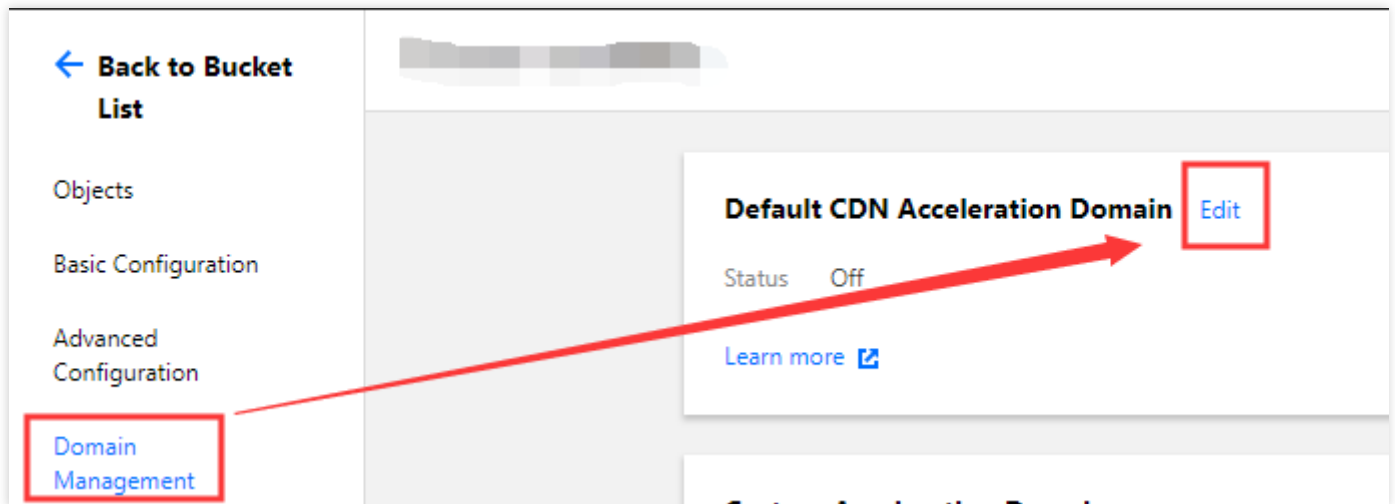 Back to Bucket
List
Objects
Basic Configuration
Advanced
Configuration
Domain
Management
Default CDN Acceleration Domain Edit
Status Off
Learn more